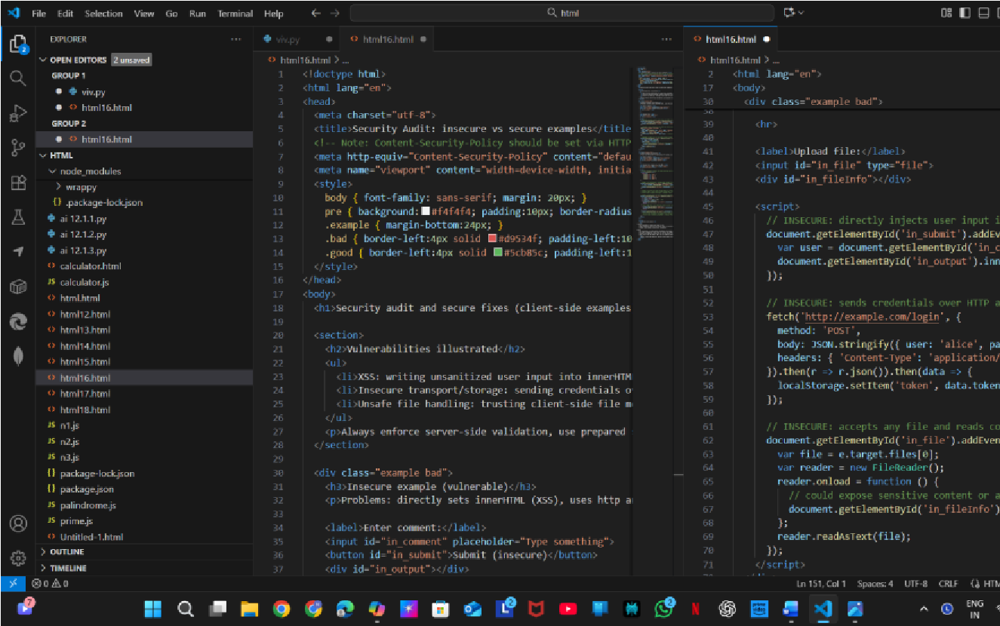 File Edit Selection View Go Run Terminal Help
html
EXPLORER
OPEN EDITORS 2 unsaved
GROUP 1
viv.py
html16.html
GROUP 2
html16.html
HTML
node_modules
wrappy
{} .package-lock.json
ai 12.1.1.py
ai 12.1.2.py
ai 12.1.3.py
<> calculator.html
JS calculator.js
<> html.html
<> html12.html
<> html13.html
<> html14.html
<> html15.html
<> html16.html
<> html17.html
<> html18.html
JS n1.js
JS n2.js
JS n3.js
{} package-lock.json
{} package.json
JS palindrome.js
JS prime.js
<> Untitled-1.html
OUTLINE
TIMELINE
viv.py
<> html16.html
<> html16.html > ...
1 <!doctype html>
2 <html lang="en">
3 <head>
4 <meta charset="utf-8">
5 <title>Security Audit: insecure vs secure examples</title
6 <!-- Note: Content-Security-Policy should be set via HTTP
7 <meta http-equiv="Content-Security-Policy" content="defau
8 <meta name="viewport" content="width=device-width, initia
9 <style>
10 body { font-family: sans-serif; margin: 20px; }
11 pre { background:#f4f4f4; padding:10px; border-radius
12 .example { margin-bottom:24px; }
13 .bad { border-left:4px solid #d9534f; padding-left:10
14 .good { border-left:4px solid #5cb85c; padding-left:1
15 </style>
16 </head>
17 <body>
18 <h1>Security audit and secure fixes (client-side examples
19
20 <section>
21 <h2>Vulnerabilities illustrated</h2>
22 <ul>
23 <li>XSS: writing unsanitized user input into innerHTM
24 <li>Insecure transport/storage: sending credentials o
25 <li>Unsafe file handling: trusting client-side file m
26 </ul>
27 <p>Always enforce server-side validation, use prepared
28 </section>
29
30 <div class="example bad">
31 <h3>Insecure example (vulnerable)</h3>
32 <p>Problems: directly sets innerHTML (XSS), uses http a
33
34 <label>Enter comment:</label>
35 <input id="in_comment" placeholder="Type something">
36 <button id="in_submit">Submit (insecure)</button>
37 <div id="in_output"></div>
<> html16.html
<> html16.html > ...
2 <html lang="en">
17 <body>
30 <div class="example bad">
38
39 <hr>
40
41 <label>Upload file:</label>
42 <input id="in_file" type="file">
43 <div id="in_fileInfo"></div>
44
45 <script>
46 // INSECURE: directly injects user input i
47 document.getElementById('in_submit').addEv
48 var user = document.getElementById('in_c
49 document.getElementById('in_output').inn
50 });
51
52 // INSECURE: sends credentials over HTTP a
53 fetch('http://example.com/login', {
54 method: 'POST',
55 body: JSON.stringify({ user: 'alice', pa
56 headers: { 'Content-Type': 'application/
57 }).then(r => r.json()).then(data => {
58 localStorage.setItem('token', data.token
59 });
60
61 // INSECURE: accepts any file and reads co
62 document.getElementById('in_file').addEven
63 var file = e.target.files[0];
64 var reader = new FileReader();
65 reader.onload = function () {
66 // could expose sensitive content or a
67 document.getElementById('in_fileInfo')
68 };
69 reader.readAsText(file);
70 });
71 </script>
0 0
Ln 151, Col 1 Spaces: 4 UTF-8 CRLF {} HTM
ENG
IN